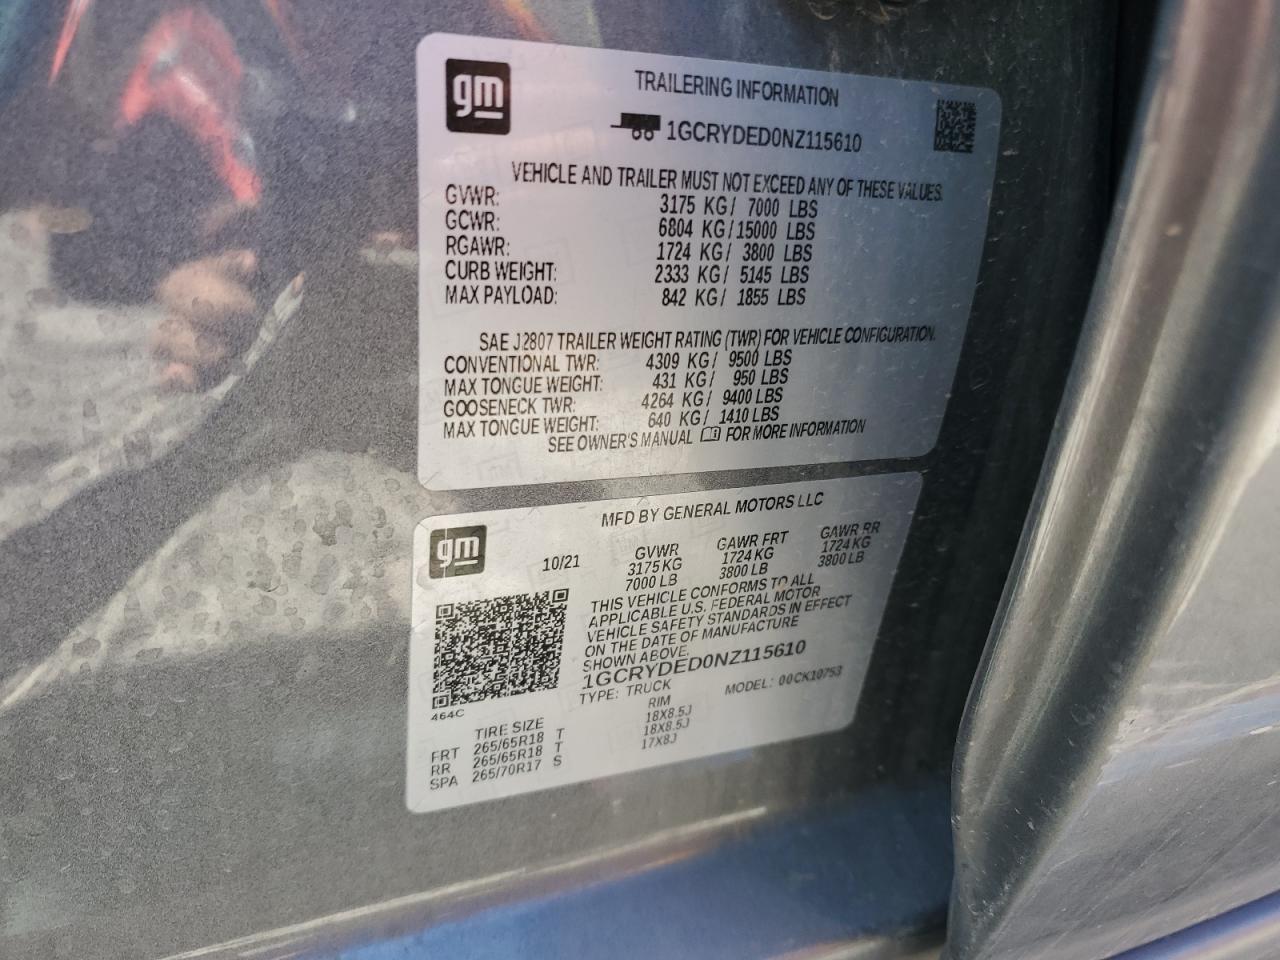 gm
TRAILERING INFORMATION
1GCRYDED0NZ115610
VEHICLE AND TRAILER MUST NOT EXCEED ANY OF THESE VALUES.
GVWR: 3175 KG/ 7000 LBS
GCWR: 6804 KG/15000 LBS
RGAWR: 1724 KG/ 3800 LBS
CURB WEIGHT: 2333 KG/ 5145 LBS
MAX PAYLOAD: 842 KG/ 1855 LBS
SAE J2807 TRAILER WEIGHT RATING (TWR) FOR VEHICLE CONFIGURATION.
CONVENTIONAL TWR: 4309 KG/ 9500 LBS
MAX TONGUE WEIGHT: 431 KG/ 950 LBS
GOOSENECK TWR: 4264 KG/ 9400 LBS
MAX TONGUE WEIGHT: 640 KG/ 1410 LBS
SEE OWNER'S MANUAL FOR MORE INFORMATION
gm
MFD BY GENERAL MOTORS LLC
10/21 GVWR GAWR FRT GAWR RR
3175 KG 1724 KG 1724 KG
7000 LB 3800 LB 3800 LB
THIS VEHICLE CONFORMS TO ALL
APPLICABLE U.S. FEDERAL MOTOR
VEHICLE SAFETY STANDARDS IN EFFECT
ON THE DATE OF MANUFACTURE
SHOWN ABOVE.
1GCRYDED0NZ115610
TYPE: TRUCK MODEL: 00CK10753
464C
TIRE SIZE RIM
FRT 265/65R18 T 18X8.5J
RR 265/65R18 T 18X8.5J
SPA 265/70R17 S 17X8J